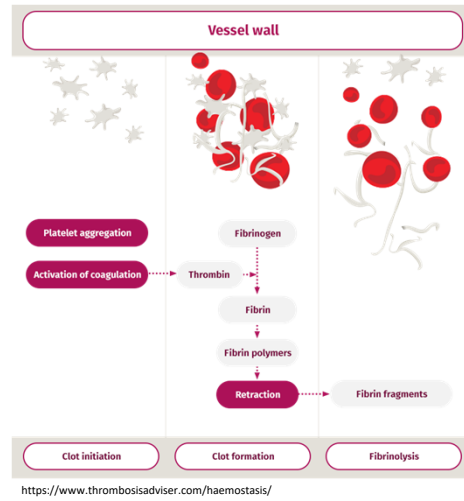 Vessel wall
Platelet aggregation
Fibrinogen
Activation of coagulation
Thrombin
Fibrin
Fibrin polymers
Retraction
Fibrin fragments
Clot initiation
Clot formation
Fibrinolysis
https://www.thrombosisadviser.com/haemostasis/